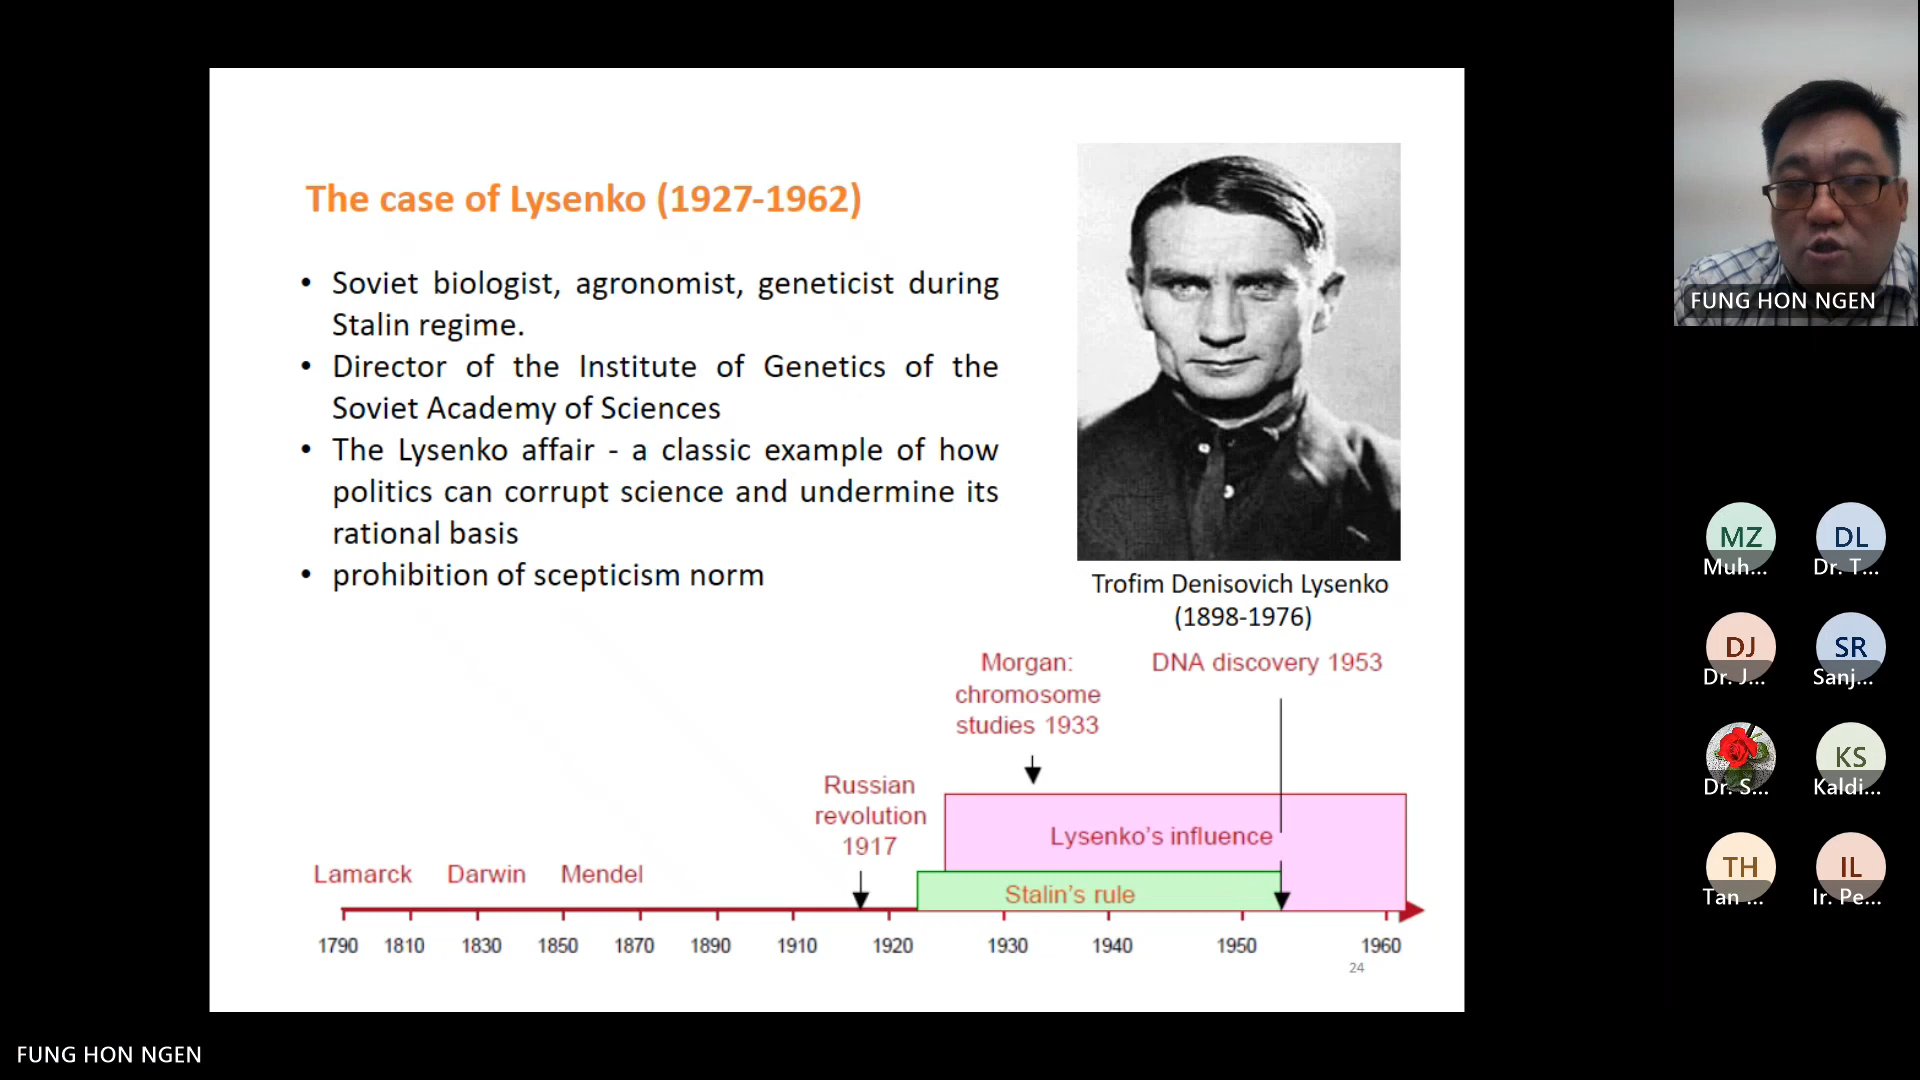 The case of Lysenko (1927-1962)
• Soviet biologist, agronomist, geneticist during
Stalin regime.
• Director of the Institute of Genetics of the
Soviet Academy of Sciences
• The Lysenko affair - a classic example of how
politics can corrupt science and undermine its
rational basis
• prohibition of scepticism norm
Trofim Denisovich Lysenko
(1898-1976)
Morgan:
chromosome
studies 1933
DNA discovery 1953
Russian
revolution
1917
Lysenko's influence
Lamarck Darwin Mendel
Stalin's rule
1790 1810 1830 1850 1870 1890 1910 1920 1930 1940 1950 1960
24
FUNG HON NGEN
MZ
Muh...
DL
Dr. T...
DJ
Dr. J...
SR
Sanj...
Dr. S...
KS
Kaldi...
TH
Tan ...
IL
Ir. Pe...
FUNG HON NGEN